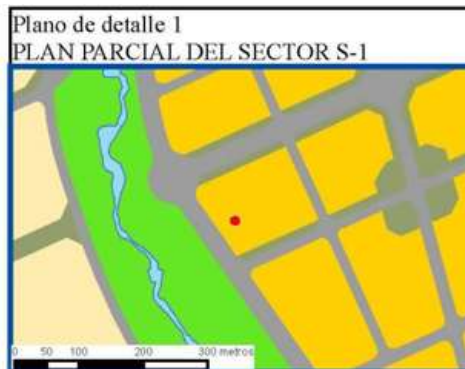 Plano de detalle 1
PLAN PARCIAL DEL SECTOR S-1
0 50 100 200 300 metros